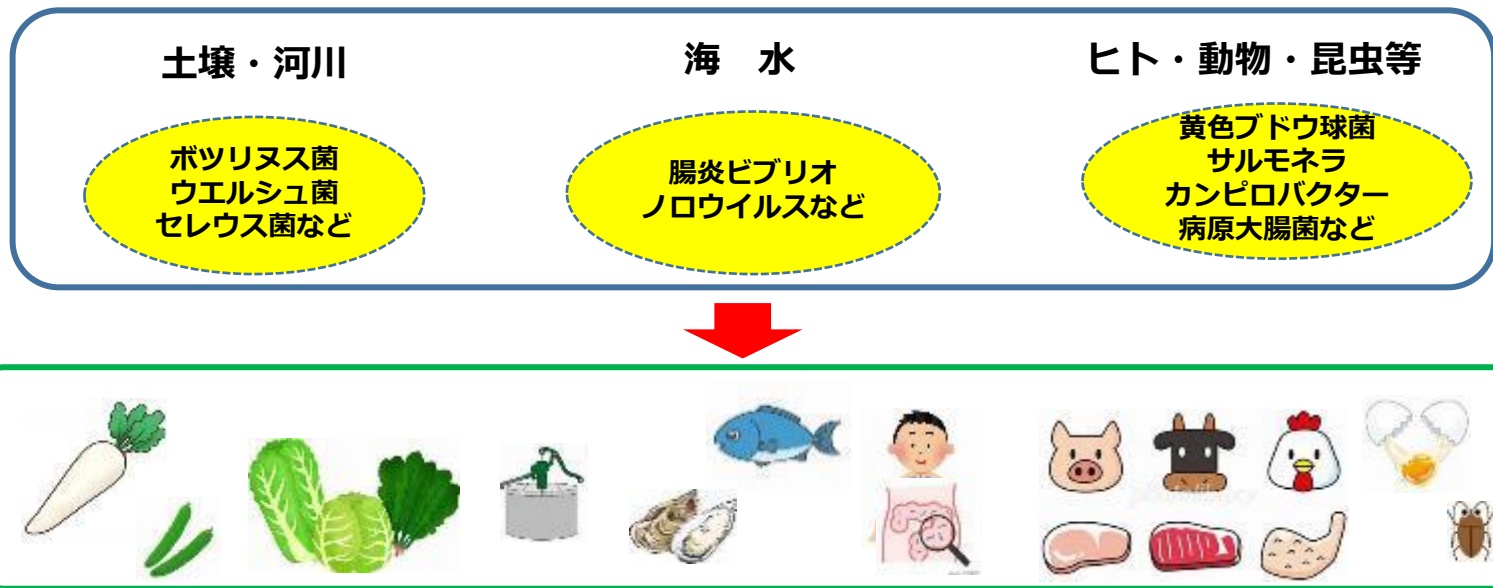 土壌・河川
ボツリヌス菌
ウエルシュ菌
セレウス菌など
海　水
腸炎ビブリオ
ノロウイルスなど
ヒト・動物・昆虫等
黄色ブドウ球菌
サルモネラ
カンピロバクター
病原大腸菌など